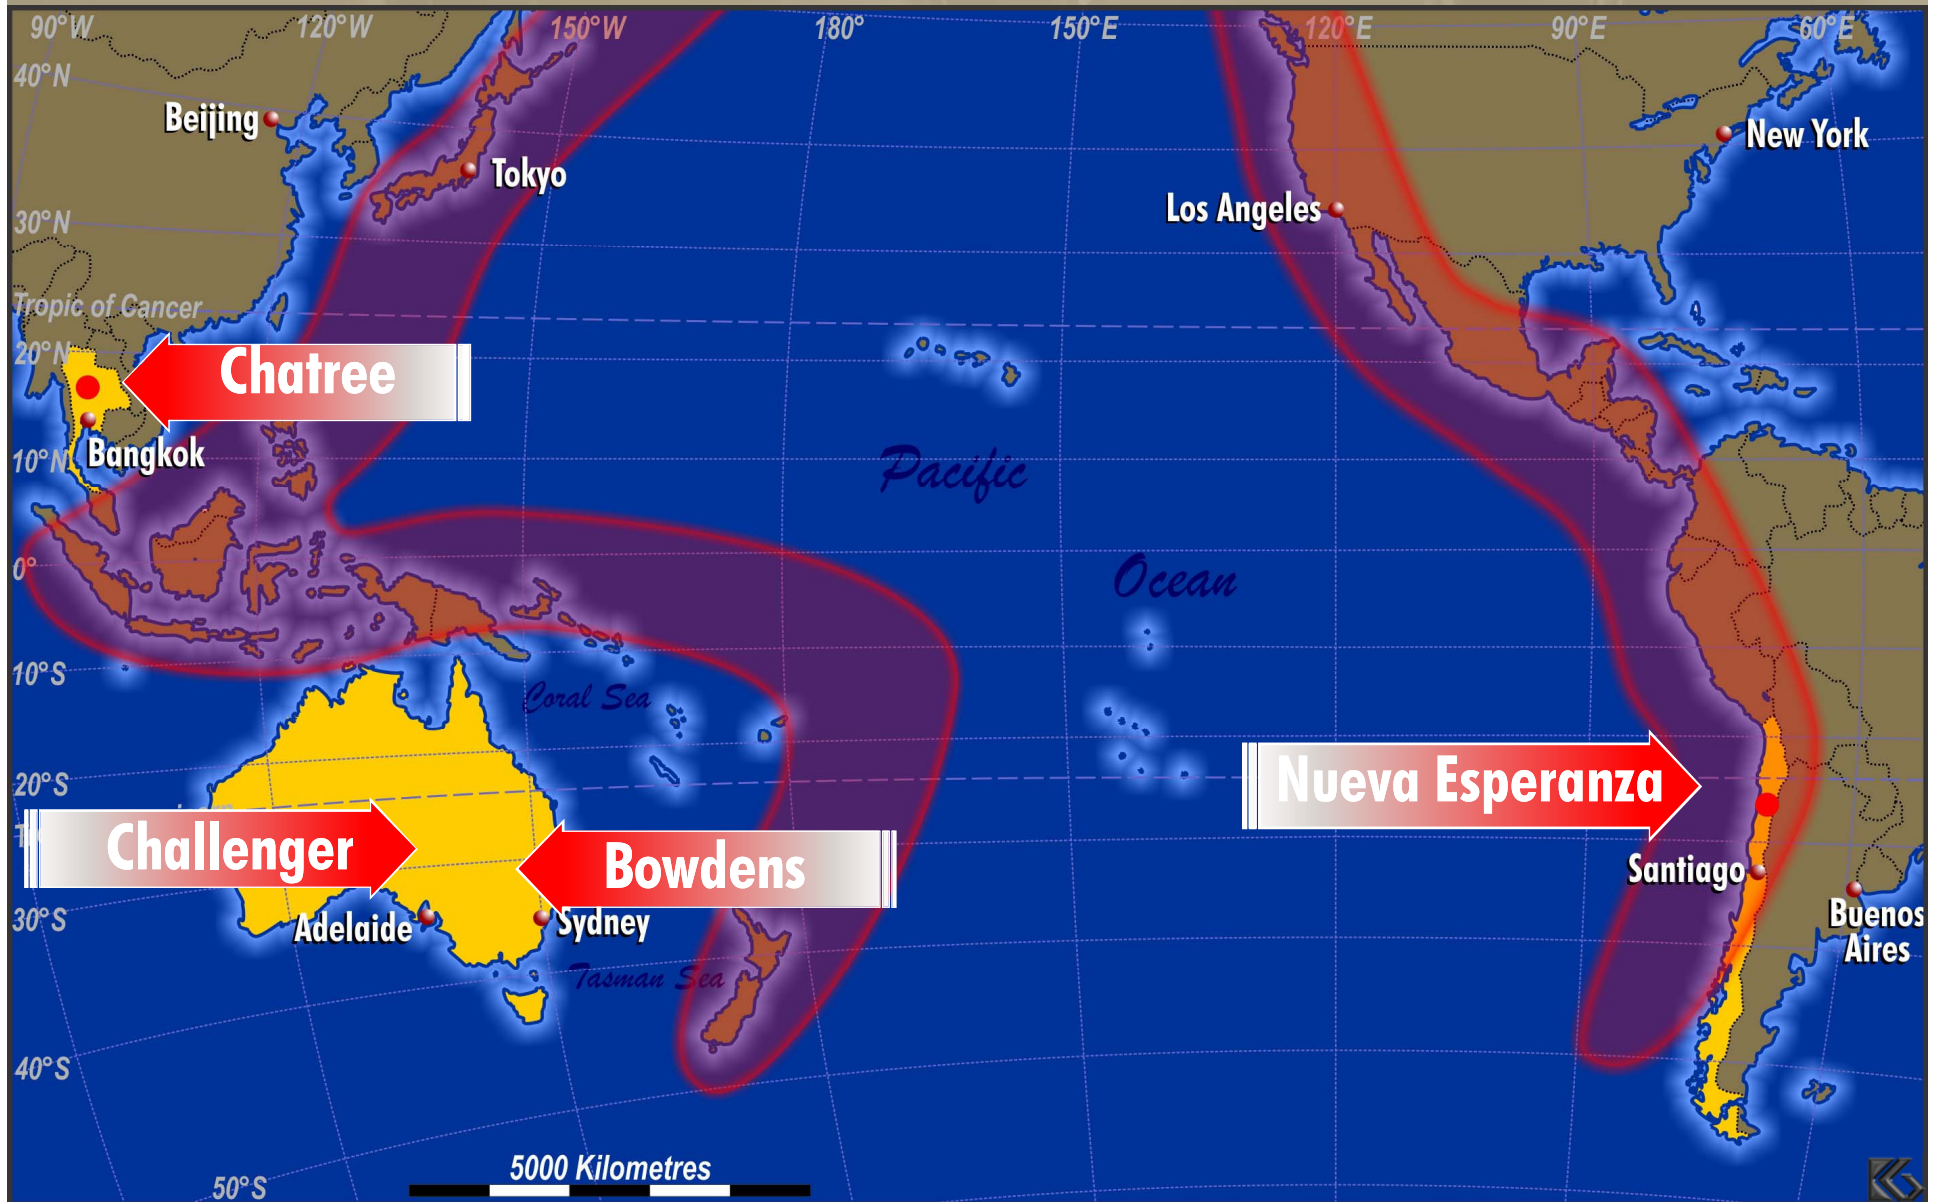 90°W
120°W
150°W
180°
150°E
120°E
90°E
60°E
40°N
Beijing
New York
Tokyo
Los Angeles
30°N
Tropic of Cancer
20°N
Chatree
Bangkok
10°N
Pacific
Ocean
0°
10°S
Coral Sea
20°S
Nueva Esperanza
Challenger
Bowdens
Santiago
30°S
Adelaide
Sydney
Buenos
Aires
Tasman Sea
40°S
5000 Kilometres
50°S